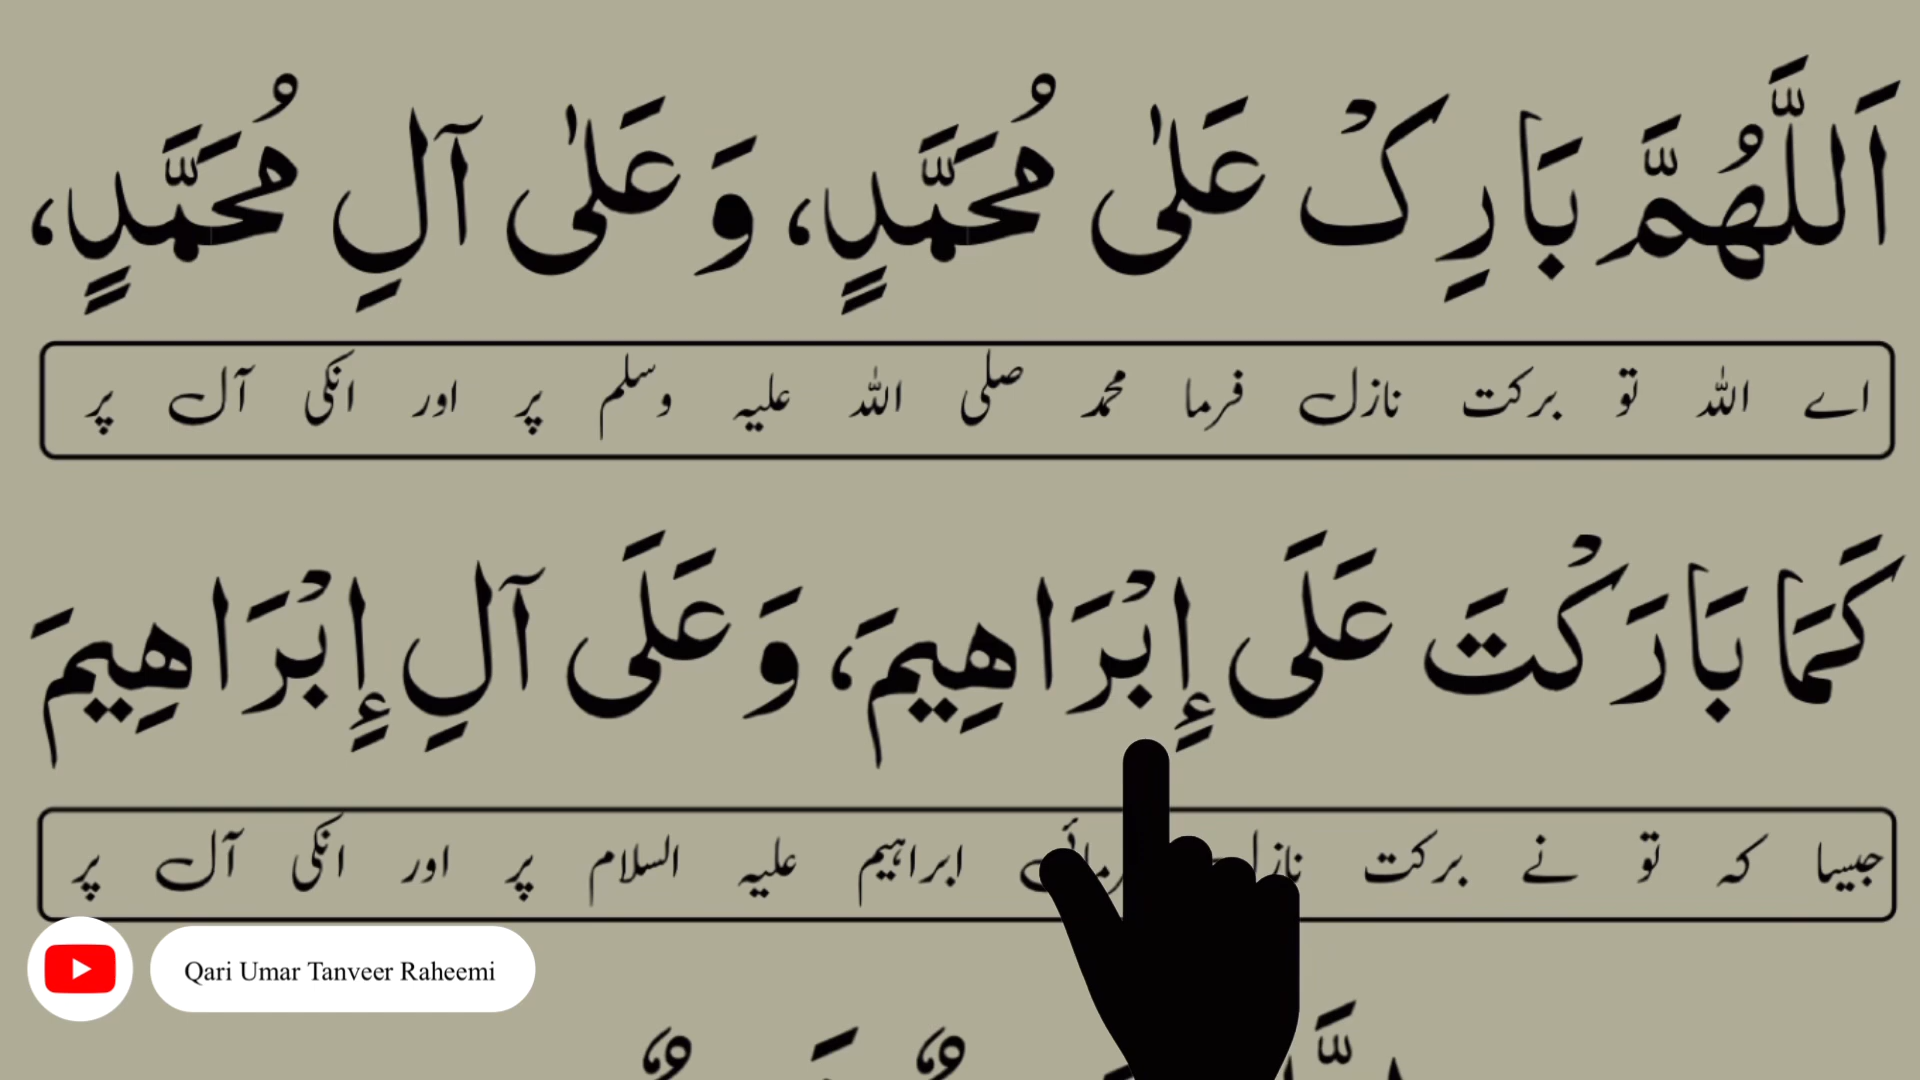 اَللَّهُمَّ بَارِكْ عَلٰى مُحَمَّدٍ، وَعَلٰى آلِ مُحَمَّدٍ،
اے اللہ تو برکت نازل فرما محمد صلی اللہ علیہ وسلم پر اور انکی آل پر
كَمَا بَارَكْتَ عَلَى إِبْرَاهِيمَ، وَعَلَى آلِ إِبْرَاهِيمَ
جیسا کہ تو نے برکت ابراہیم علیہ السلام پر اور انکی آل پر
Qari Umar Tanveer Raheemi